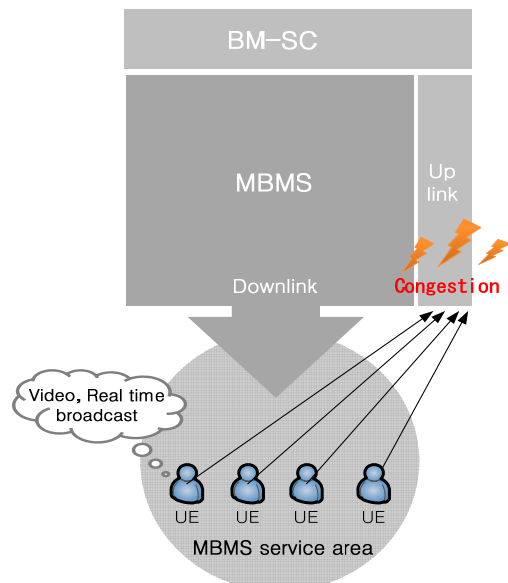 BM-SC
MBMS
Up
link
Downlink
Congestion
Video, Real time
broadcast
UE
UE
UE
UE
MBMS service area